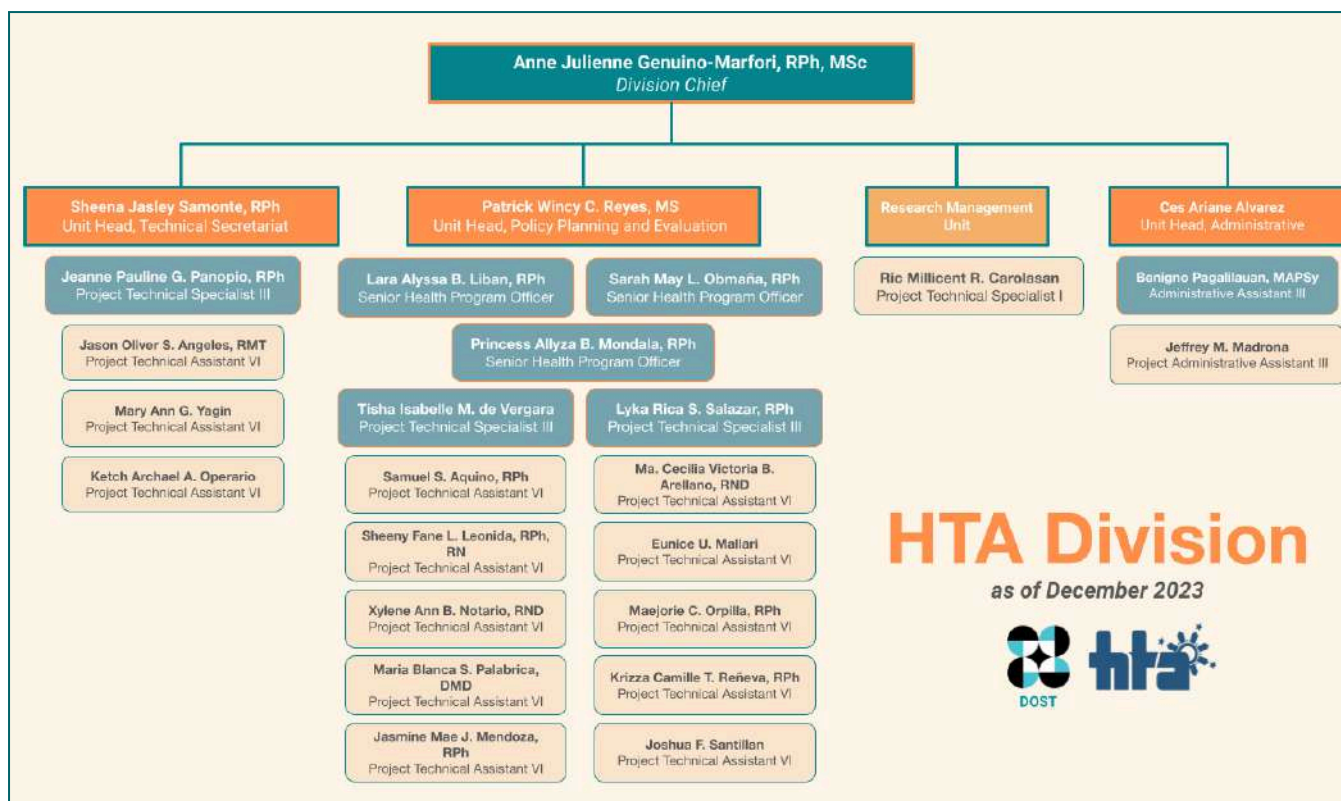 Anne Julienne Genuino-Marfori, RPh, MSc
Division Chief
Sheena Jasley Samonte, RPh
Unit Head, Technical Secretariat
Jeanne Pauline G. Panopio, RPh
Project Technical Specialist III
Jason Oliver S. Angeles, RMT
Project Technical Assistant VI
Mary Ann G. Yagin
Project Technical Assistant VI
Ketch Archael A. Operario
Project Technical Assistant VI
Patrick Wincy C. Reyes, MS
Unit Head, Policy Planning and Evaluation
Lara Alyssa B. Liban, RPh
Senior Health Program Officer
Sarah May L. Obmaña, RPh
Senior Health Program Officer
Princess Allyza B. Mondala, RPh
Senior Health Program Officer
Tisha Isabelle M. de Vergara
Project Technical Specialist III
Lyka Rica S. Salazar, RPh
Project Technical Specialist III
Samuel S. Aquino, RPh
Project Technical Assistant VI
Sheeny Fane L. Leonida, RPh,
RN
Project Technical Assistant VI
Xylene Ann B. Notario, RND
Project Technical Assistant VI
Maria Blanca S. Palabrica,
DMD
Project Technical Assistant VI
Jasmine Mae J. Mendoza,
RPh
Project Technical Assistant VI
Ma. Cecilia Victoria B.
Arellano, RND
Project Technical Assistant VI
Eunice U. Mallari
Project Technical Assistant VI
Maejorie C. Orpilla, RPh
Project Technical Assistant VI
Krizza Camille T. Reñeva, RPh
Project Technical Assistant VI
Joshua F. Santillan
Project Technical Assistant VI
Research Management
Unit
Ric Millicent R. Carolasan
Project Technical Specialist I
Ces Ariane Alvarez
Unit Head, Administrative
Benigno Pagalilauan, MAPSy
Administrative Assistant III
Jeffrey M. Madrona
Project Administrative Assistant III
HTA Division
as of December 2023
DOST
hta